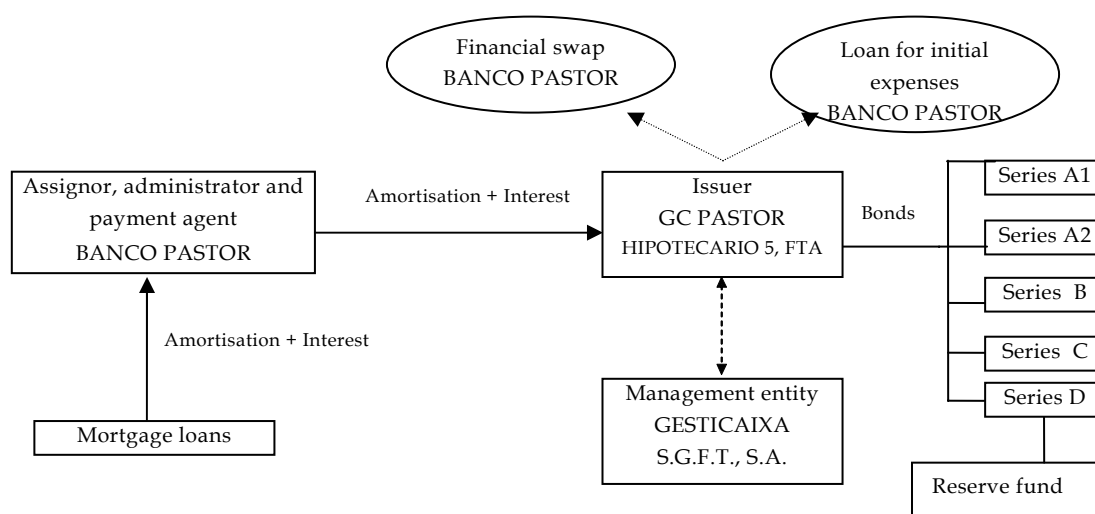 Financial swap
BANCO PASTOR
Loan for initial
expenses
BANCO PASTOR
Assignor, administrator and
payment agent
BANCO PASTOR
Amortisation + Interest
Issuer
GC PASTOR
HIPOTECARIO 5, FTA
Bonds
Series A1
Series A2
Series B
Series C
Series D
Amortisation + Interest
Mortgage loans
Management entity
GESTICAIXA
S.G.F.T., S.A.
Reserve fund